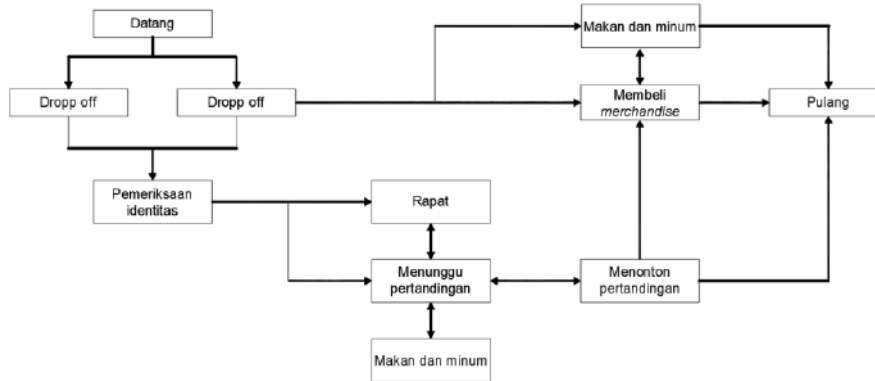 Datang
Makan dan minum
Dropp off
Dropp off
Membeli
merchandise
Pulang
Pemeriksaan
identitas
Rapat
Menunggu
pertandingan
Menonton
pertandingan
Makan dan minum